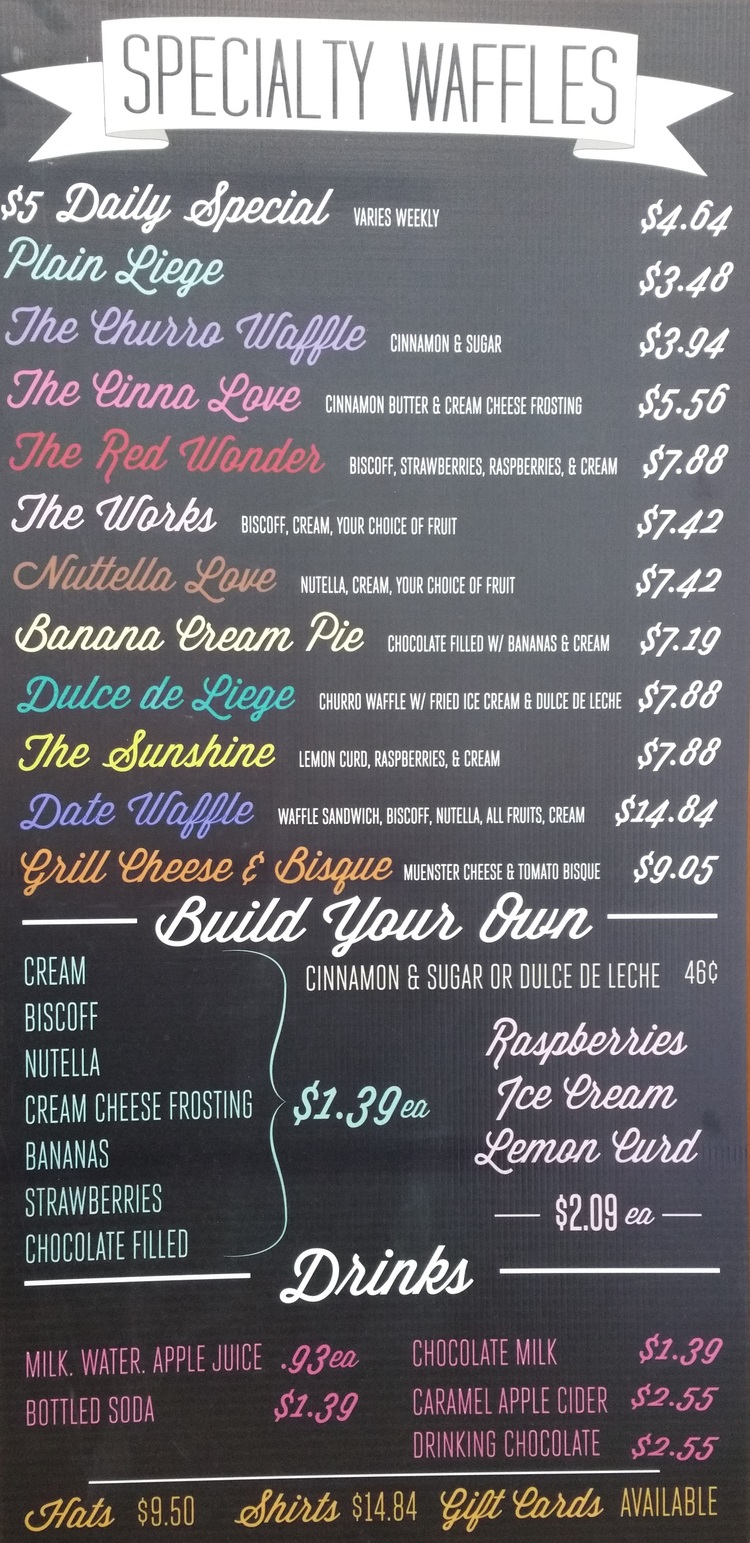 SPECIALTY WAFFLES
$5 Daily Special VARIES WEEKLY $4.64
Plain Liege $3.48
The Churro Waffle CINNAMON & SUGAR $3.94
The Cinna Love CINNAMON BUTTER & CREAM CHEESE FROSTING $5.56
The Red Wonder BISCOFF, STRAWBERRIES, RASPBERRIES, & CREAM $7.88
The Works BISCOFF, CREAM, YOUR CHOICE OF FRUIT $7.42
Nuttella Love NUTELLA, CREAM, YOUR CHOICE OF FRUIT $7.42
Banana Cream Pie CHOCOLATE FILLED W/ BANANAS & CREAM $7.19
Dulce de Liege CHURRO WAFFLE W/ FRIED ICE CREAM & DULCE DE LECHE $7.88
The Sunshine LEMON CURD, RASPBERRIES, & CREAM $7.88
Date Waffle WAFFLE SANDWICH, BISCOFF, NUTELLA, ALL FRUITS, CREAM $14.84
Grill Cheese & Bisque MUENSTER CHEESE & TOMATO BISQUE $9.05
Build Your Own
CREAM
BISCOFF
NUTELLA
CREAM CHEESE FROSTING
BANANAS
STRAWBERRIES
CHOCOLATE FILLED
$1.39 ea
CINNAMON & SUGAR OR DULCE DE LECHE 46¢
Raspberries
Ice Cream
Lemon Curd
$2.09 ea
Drinks
MILK. WATER. APPLE JUICE .93ea
BOTTLED SODA $1.39
CHOCOLATE MILK $1.39
CARAMEL APPLE CIDER $2.55
DRINKING CHOCOLATE $2.55
Hats $9.50 Shirts $14.84 Gift Cards AVAILABLE